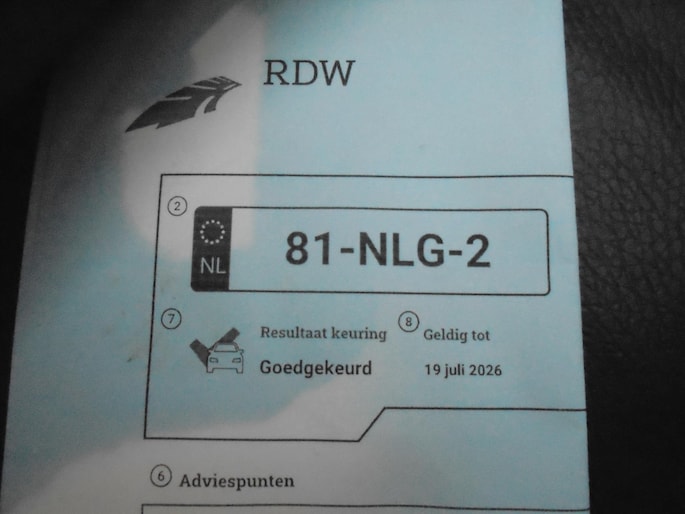 RDW
2
NL
81-NLG-2
7
Resultaat keuring
8
Geldig tot
Goedgekeurd
19 juli 2026
6 Adviespunten